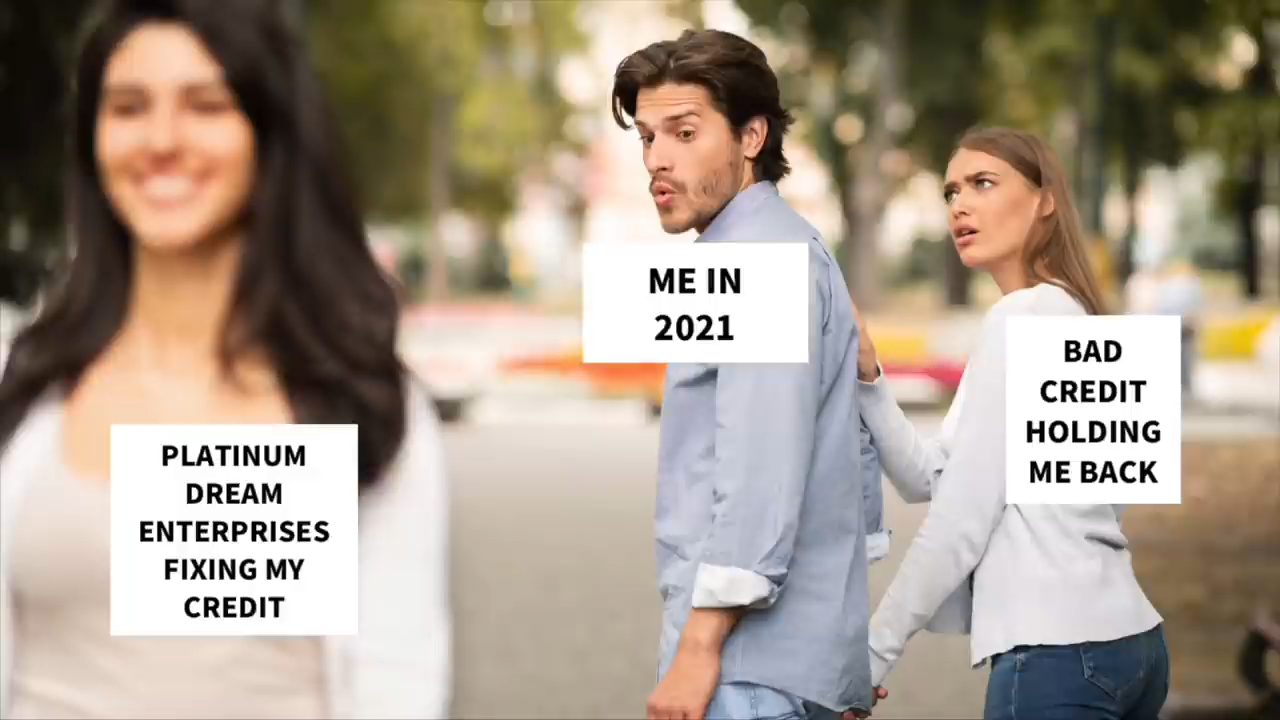 PLATINUM
DREAM
ENTERPRISES
FIXING MY
CREDIT
ME IN
2021
BAD
CREDIT
HOLDING
ME BACK